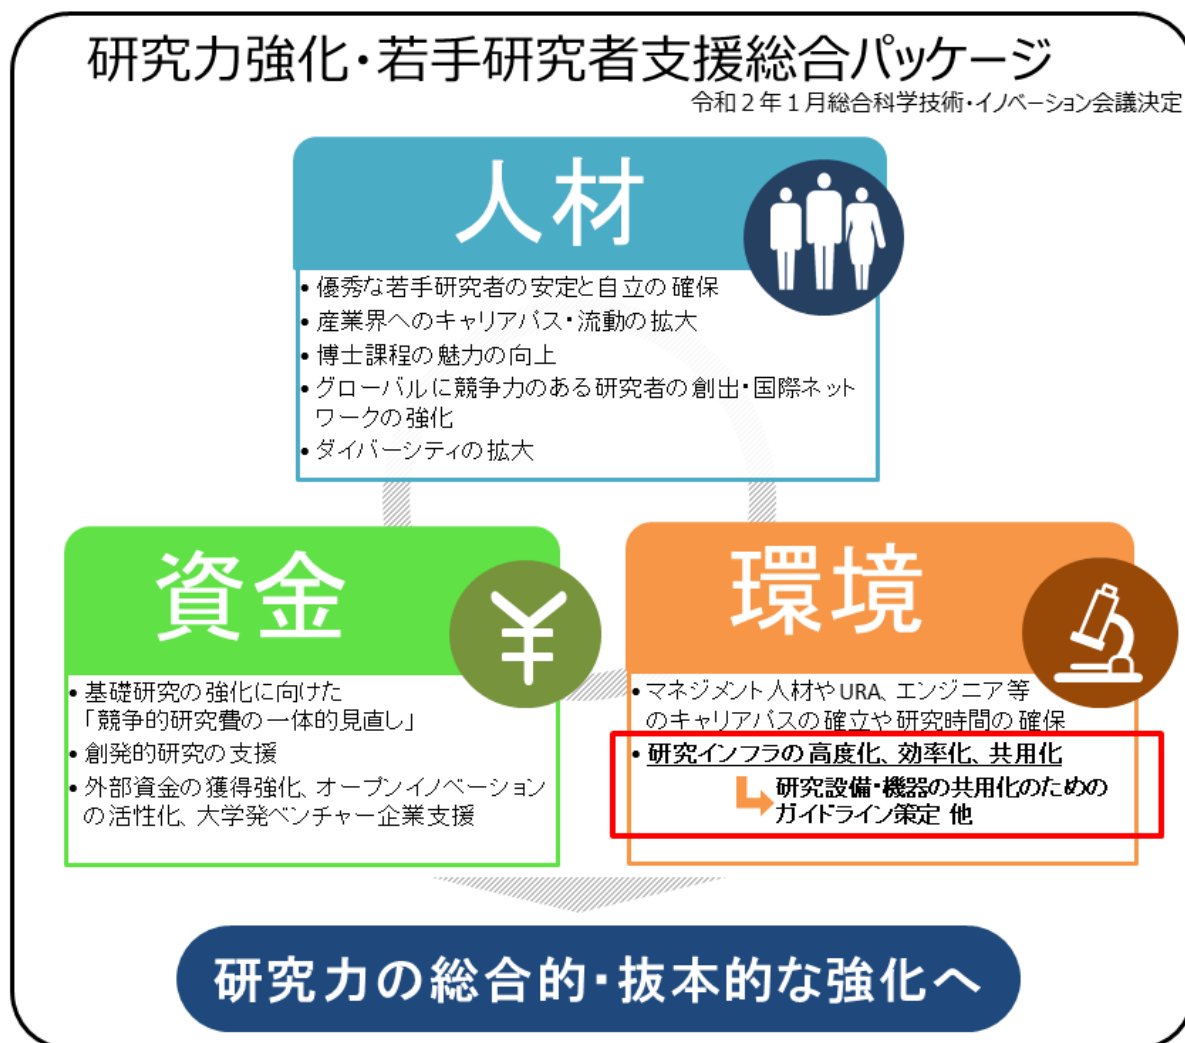 研究力強化・若手研究者支援総合パッケージ
令和２年１月総合科学技術・イノベーション会議決定
人材
• 優秀な若手研究者の安定と自立の確保
• 産業界へのキャリアパス・流動の拡大
• 博士課程の魅力の向上
• グローバルに競争力のある研究者の創出・国際ネット
ワークの強化
• ダイバーシティの拡大
資金
¥
• 基礎研究の強化に向けた
「競争的研究費の一体的見直し」
• 創発的研究の支援
• 外部資金の獲得強化、オープンイノベーション
の活性化、大学発ベンチャー企業支援
環境
• マネジメント人材やURA、エンジニア等
のキャリアパスの確立や研究時間の確保
• 研究インフラの高度化、効率化、共用化
研究設備・機器の共用化のための
ガイドライン策定 他
研究力の総合的・抜本的な強化へ